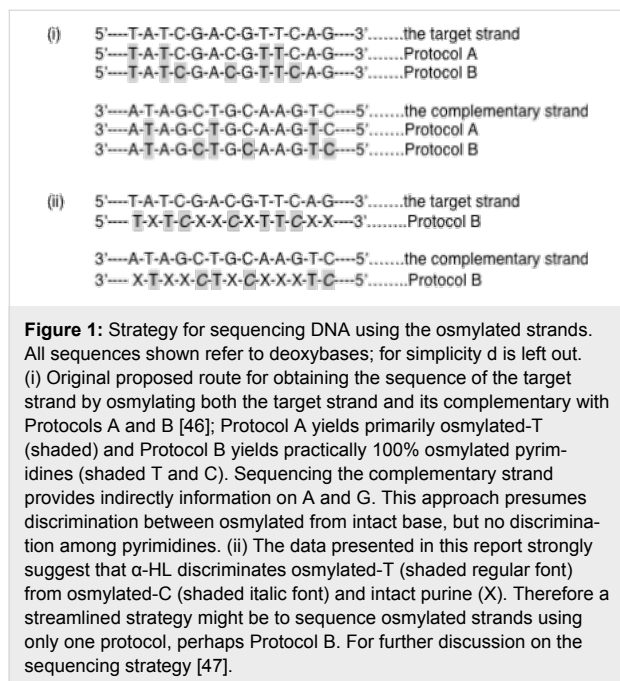 (i) 5'----T-A-T-C-G-A-C-G-T-T-C-A-G----3'.......the target strand
5'----T-A-T-C-G-A-C-G-T-T-C-A-G----3'.......Protocol A
5'----T-A-T-C-G-A-C-G-T-T-C-A-G----3'.......Protocol B
3'----A-T-A-G-C-T-G-C-A-A-G-T-C----5'.......the complementary strand
3'----A-T-A-G-C-T-G-C-A-A-G-T-C----5'.......Protocol A
3'----A-T-A-G-C-T-G-C-A-A-G-T-C----5'.......Protocol B
(ii) 5'----T-A-T-C-G-A-C-G-T-T-C-A-G----3'.......the target strand
5'---- T-X-T-C-X-X-C-X-T-T-C-X-X----3'........Protocol B
3'----A-T-A-G-C-T-G-C-A-A-G-T-C----5'.......the complementary strand
3'---- X-T-X-X-C-T-X-C-X-X-X-T-C----5'........Protocol B
Figure 1: Strategy for sequencing DNA using the osmylated strands.
All sequences shown refer to deoxybases; for simplicity d is left out.
(i) Original proposed route for obtaining the sequence of the target
strand by osmylating both the target strand and its complementary with
Protocols A and B [46]; Protocol A yields primarily osmylated-T
(shaded) and Protocol B yields practically 100% osmylated pyrim-
idines (shaded T and C). Sequencing the complementary strand
provides indirectly information on A and G. This approach presumes
discrimination between osmylated from intact base, but no discrimina-
tion among pyrimidines. (ii) The data presented in this report strongly
suggest that α-HL discriminates osmylated-T (shaded regular font)
from osmylated-C (shaded italic font) and intact purine (X). Therefore a
streamlined strategy might be to sequence osmylated strands using
only one protocol, perhaps Protocol B. For further discussion on the
sequencing strategy [47].